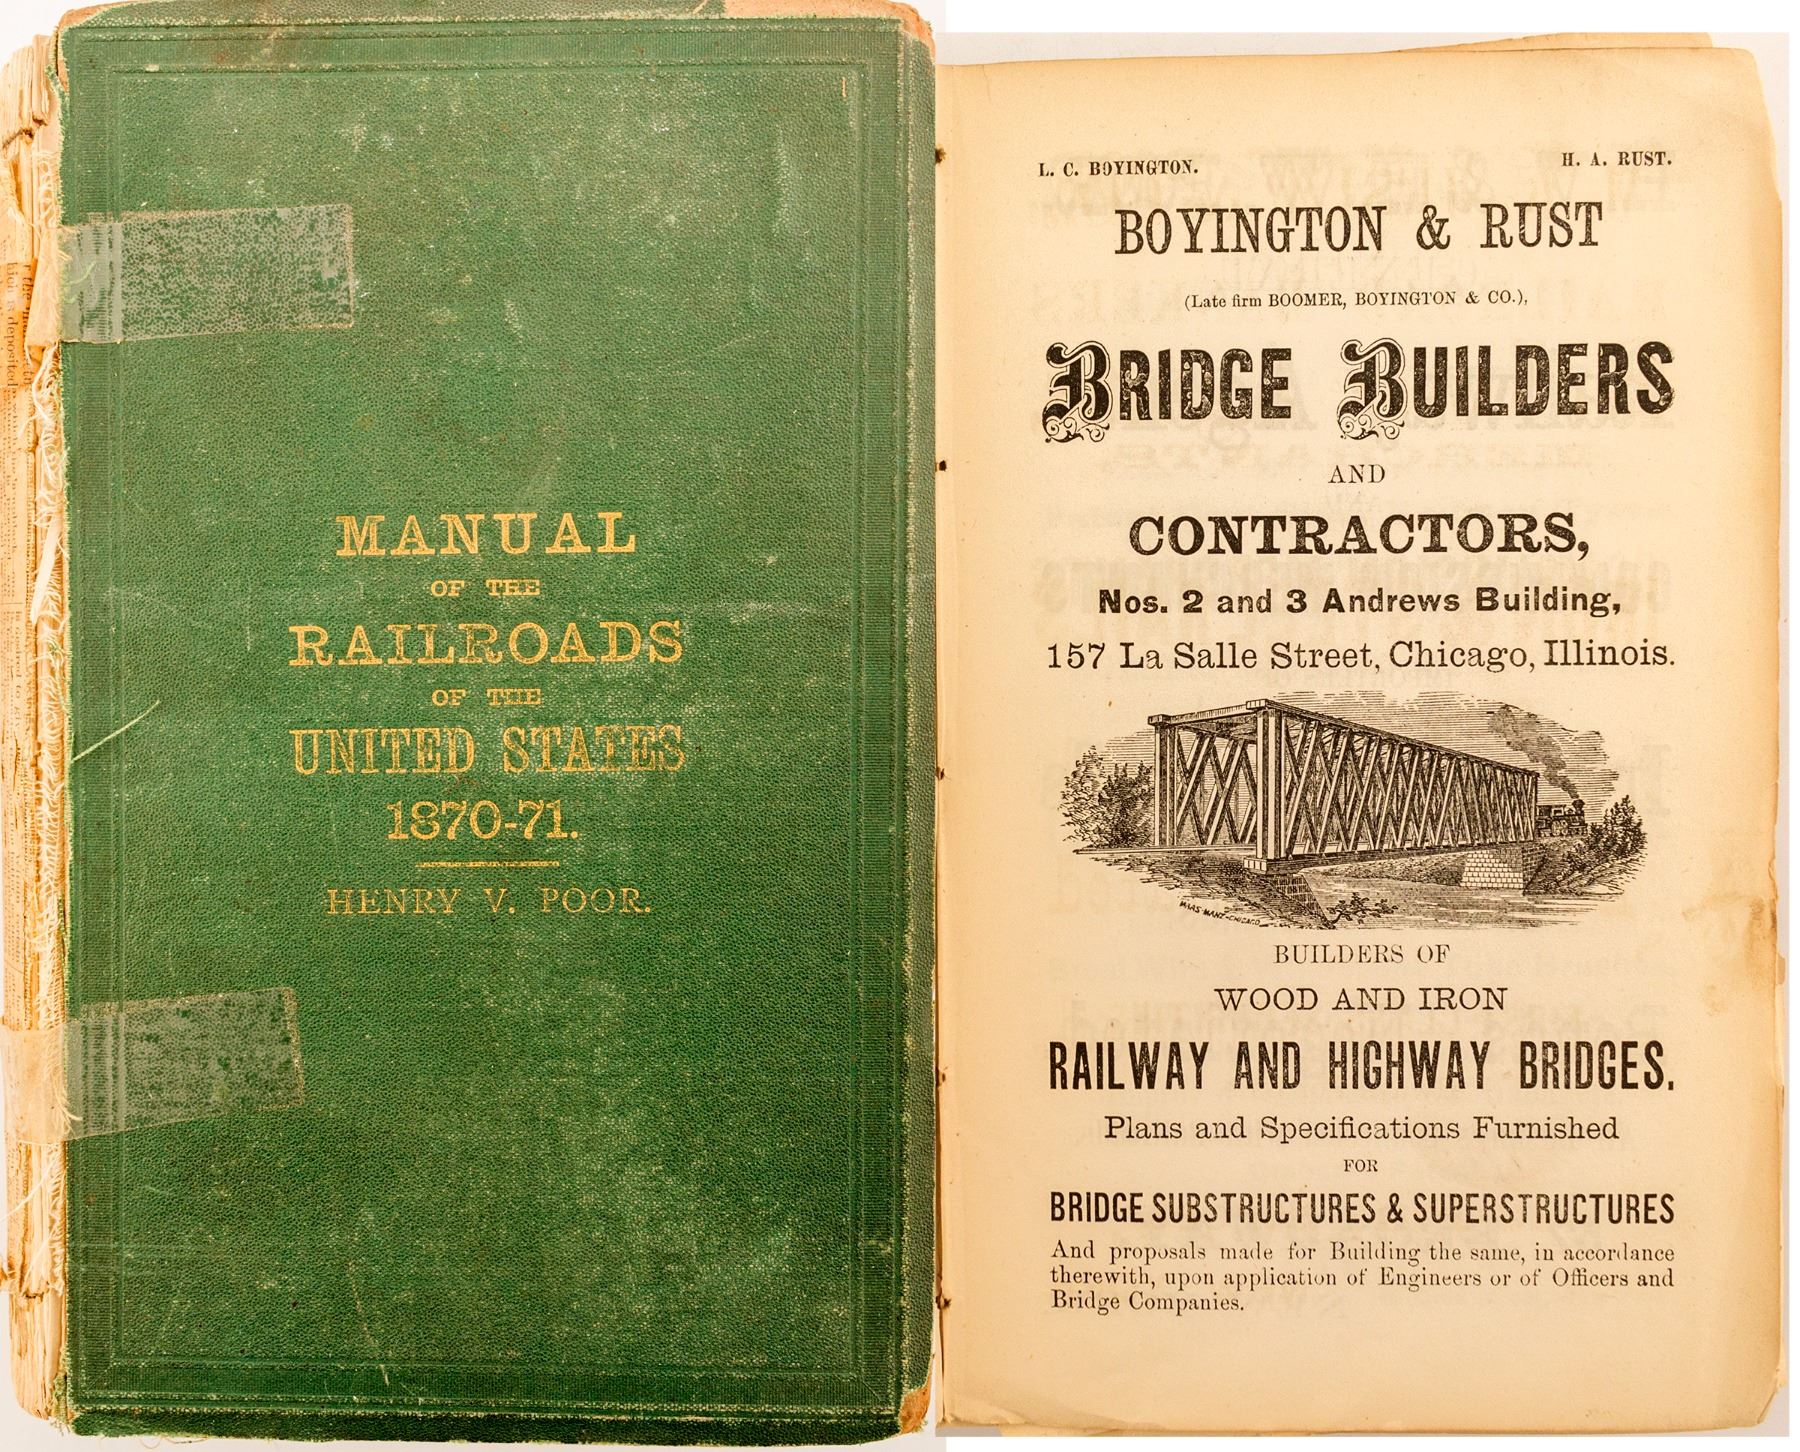 MANUAL
OF THE
RAILROADS
OF THE
UNITED STATES
1870-71.
HENRY V. POOR.
L. C. BOYINGTON. H. A. RUST.
BOYINGTON & RUST
(Late firm BOOMER, BOYINGTON & CO.),
BRIDGE BUILDERS
AND
CONTRACTORS,
Nos. 2 and 3 Andrews Building,
157 La Salle Street, Chicago, Illinois.
BUILDERS OF
WOOD AND IRON
RAILWAY AND HIGHWAY BRIDGES.
Plans and Specifications Furnished
FOR
BRIDGE SUBSTRUCTURES & SUPERSTRUCTURES
And proposals made for Building the same, in accordance
therewith, upon application of Engineers or of Officers and
Bridge Companies.